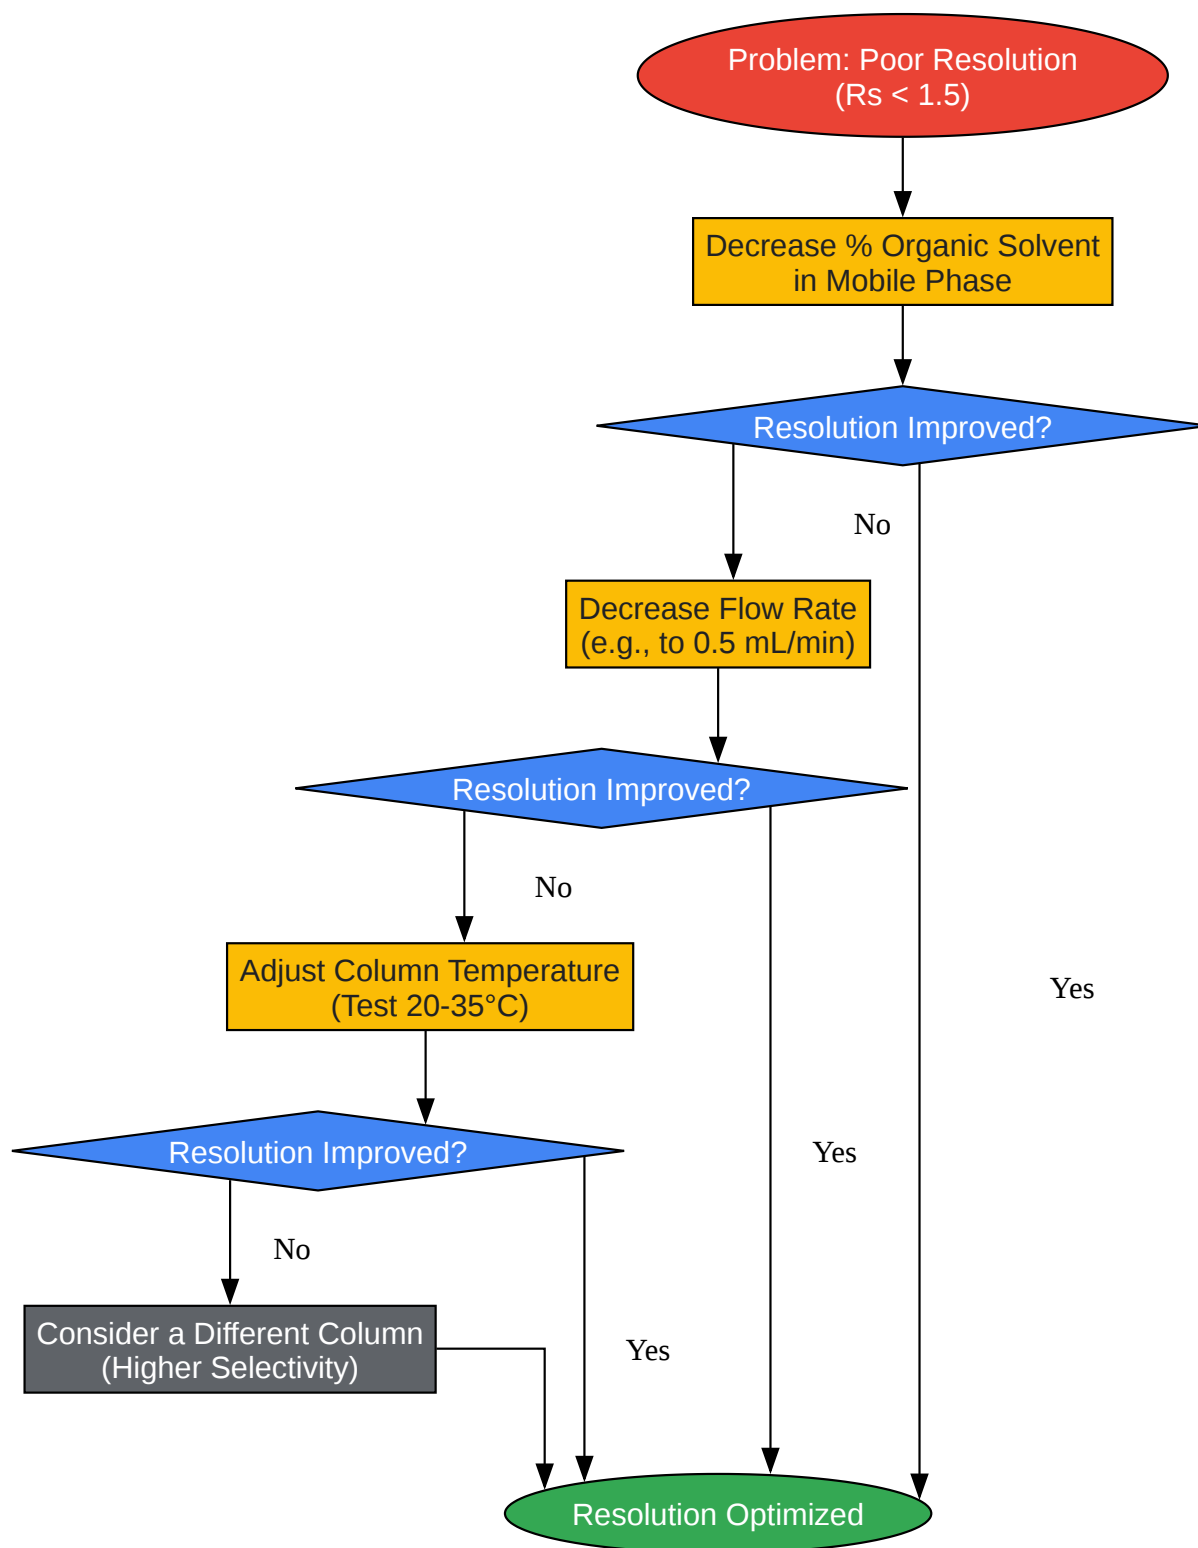 Problem: Poor Resolution
(Rs < 1.5)
Decrease % Organic Solvent
in Mobile Phase
Resolution Improved?
No
Decrease Flow Rate
(e.g., to 0.5 mL/min)
Resolution Improved?
No
Adjust Column Temperature
(Test 20-35°C)
Yes
Resolution Improved?
Yes
No
Consider a Different Column
(Higher Selectivity)
Yes
Resolution Optimized